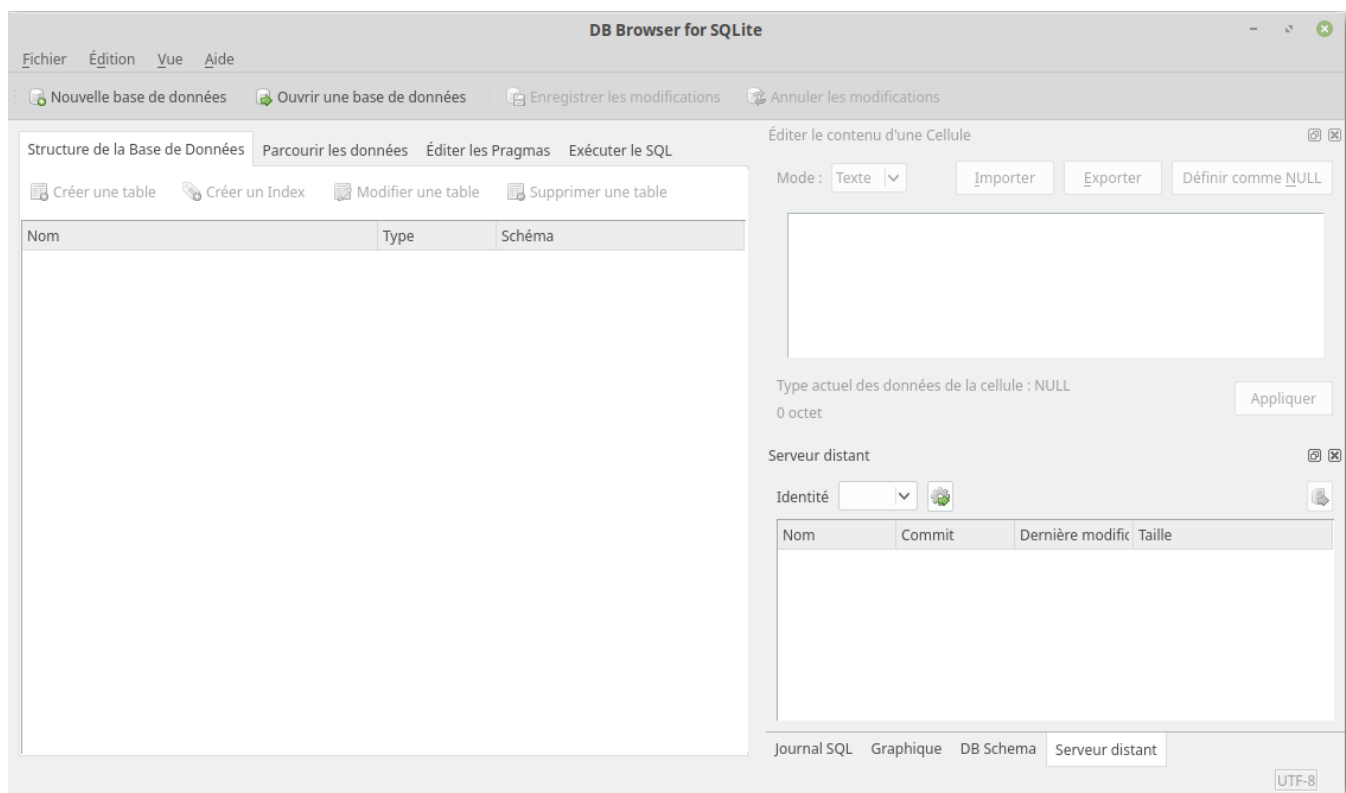 DB Browser for SQLite
Fichier Édition Vue Aide
Nouvelle base de données Ouvrir une base de données Enregistrer les modifications Annuler les modifications
Structure de la Base de Données Parcourir les données Éditer les Pragmas Exécuter le SQL
Créer une table Créer un Index Modifier une table Supprimer une table
Nom Type Schéma
Éditer le contenu d'une Cellule
Mode : Texte Importer Exporter Définir comme NULL
Type actuel des données de la cellule : NULL
0 octet
Appliquer
Serveur distant
Identité
Nom Commit Dernière modific Taille
Journal SQL Graphique DB Schema Serveur distant
UTF-8